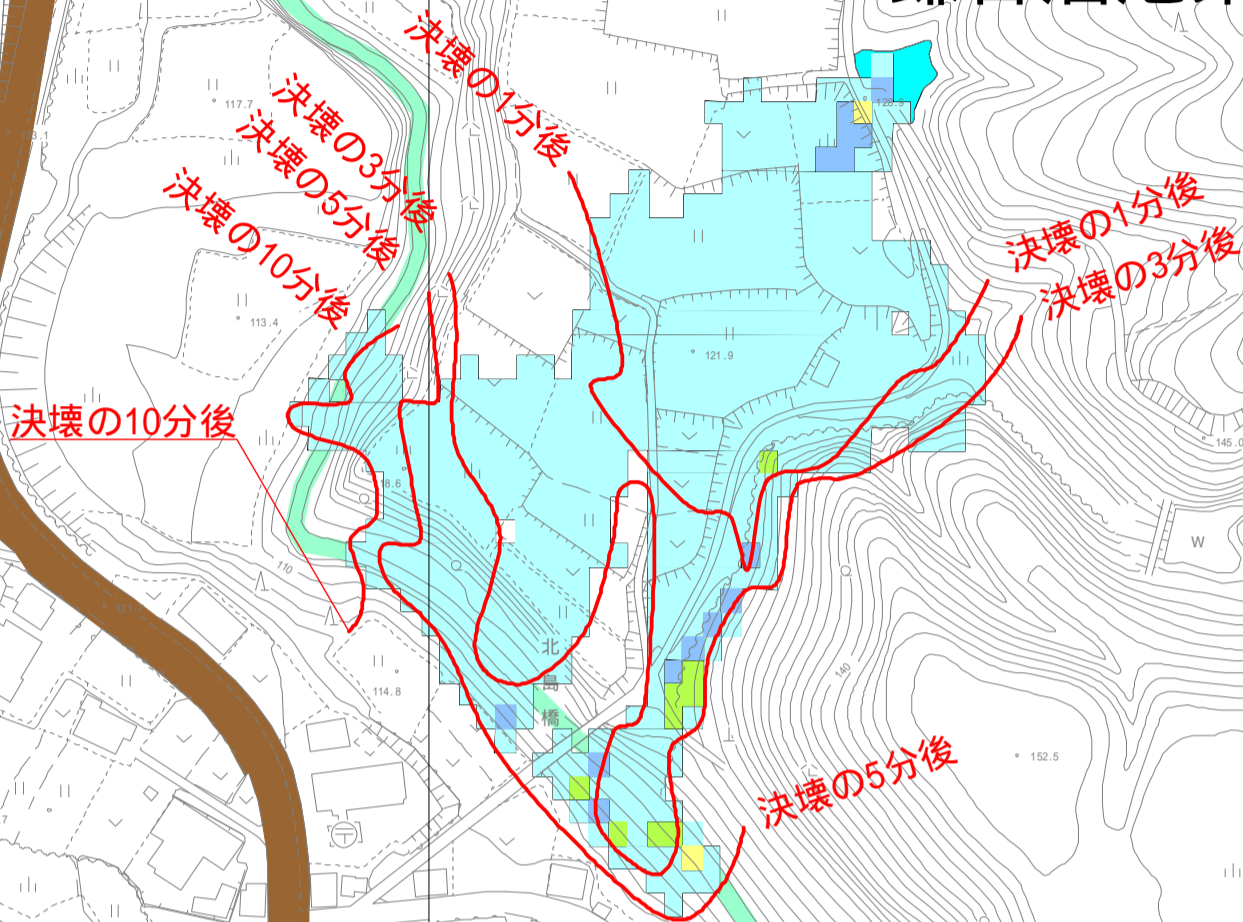 決壊の1分後
決壊の3分後
決壊の5分後
決壊の10分後
決壊の1分後
決壊の3分後
決壊の10分後
決壊の5分後
117.7
113.4
121.9
145.0
110
114.8
140
152.5
W
北島橋